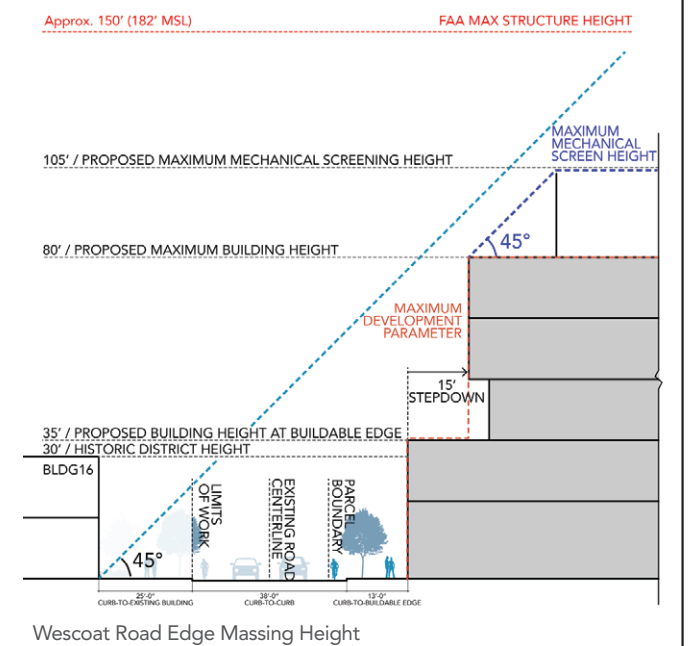 Approx. 150' (182' MSL)
FAA MAX STRUCTURE HEIGHT
MAXIMUM
MECHANICAL
SCREEN HEIGHT
105' / PROPOSED MAXIMUM MECHANICAL SCREENING HEIGHT
45°
80' / PROPOSED MAXIMUM BUILDING HEIGHT
MAXIMUM
DEVELOPMENT
PARAMETER
15'
STEPDOWN
35' / PROPOSED BUILDING HEIGHT AT BUILDABLE EDGE
30' / HISTORIC DISTRICT HEIGHT
BLDG16
LIMITS
OF WORK
EXISTING ROAD
CENTERLINE
PARCEL
BOUNDARY
45°
25'-0"
CURB-TO-EXISTING BUILDING
38'-0"
CURB-TO-CURB
13'-0"
CURB-TO-BUILDABLE EDGE
Wescoat Road Edge Massing Height